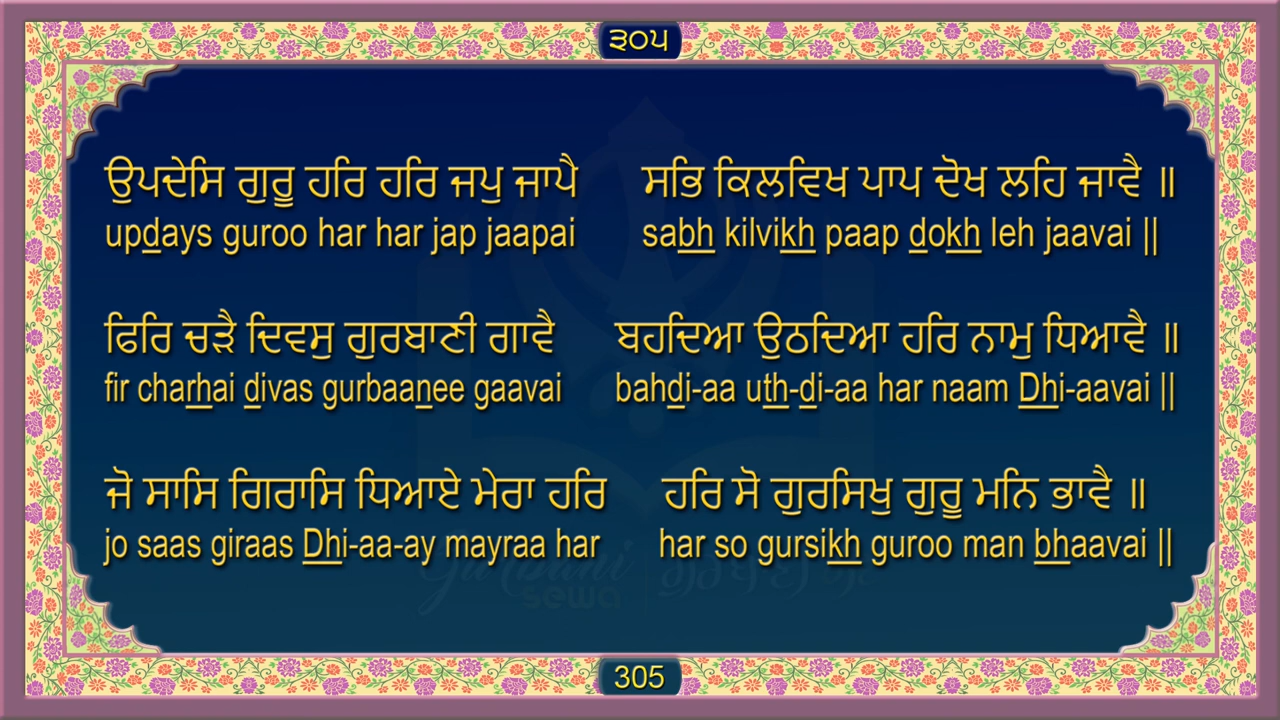 ੩੦੫
ਉਪਦੇਸਿ ਗੁਰੂ ਹਰਿ ਹਰਿ ਜਪੁ ਜਾਪੈ ਸਭਿ ਕਿਲਵਿਖ ਪਾਪ ਦੋਖ ਲਹਿ ਜਾਵੈ ॥
updays guroo har har jap jaapai sabh kilvikh paap dokh leh jaavai ||
ਫਿਰਿ ਚੜੈ ਦਿਵਸੁ ਗੁਰਬਾਣੀ ਗਾਵੈ ਬਹਦਿਆ ਉਠਦਿਆ ਹਰਿ ਨਾਮੁ ਧਿਆਵੈ ॥
fir charhai divas gurbaanee gaavai bahdi-aa uth-di-aa har naam Dhi-aavai ||
ਜੋ ਸਾਸਿ ਗਿਰਾਸਿ ਧਿਆਏ ਮੇਰਾ ਹਰਿ ਹਰਿ ਸੋ ਗੁਰਸਿਖੁ ਗੁਰੂ ਮਨਿ ਭਾਵੈ ॥
jo saas giraas Dhi-aa-ay mayraa har har so gursikh guroo man bhaavai ||
Gurbani
sewa
305